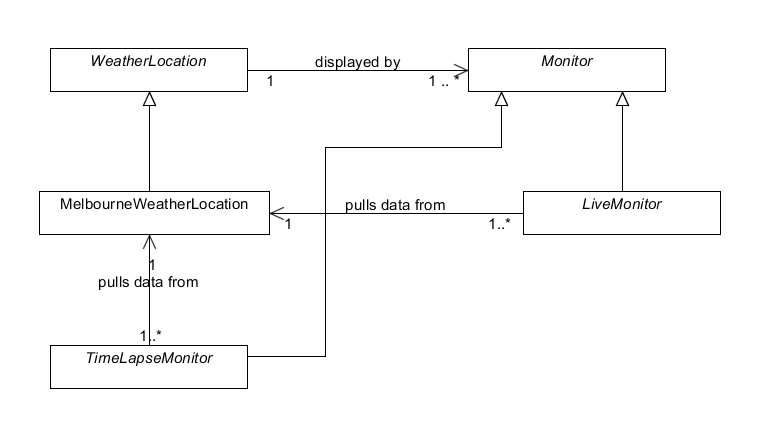 WeatherLocation
displayed by
Monitor
1
1 .. *
MelbourneWeatherLocation
pulls data from
LiveMonitor
1
1..*
1
pulls data from
1..*
TimeLapseMonitor